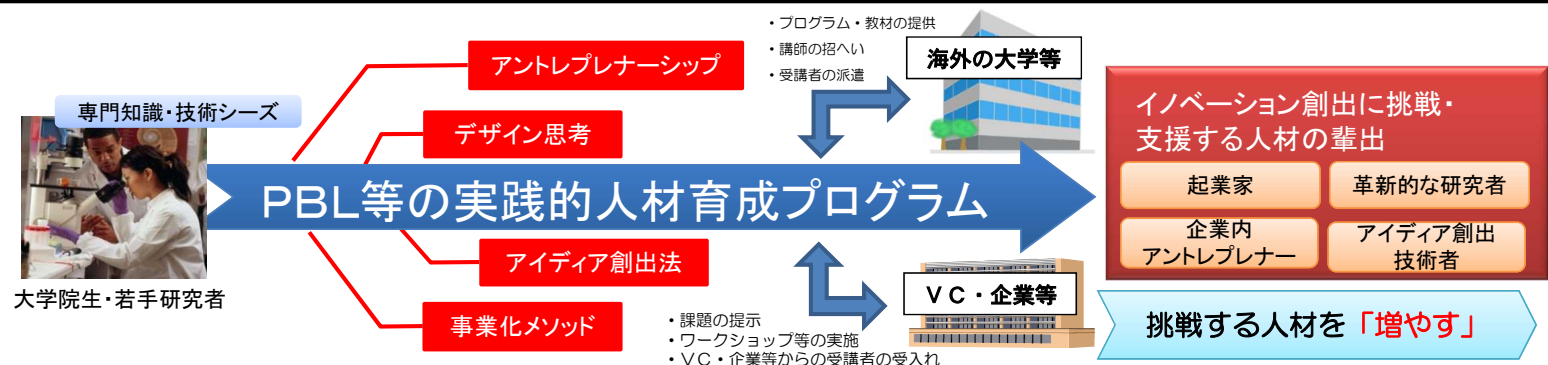 専門知識・技術シーズ
大学院生・若手研究者
アントレプレナーシップ
デザイン思考
PBL等の実践的人材育成プログラム
アイディア創出法
事業化メソッド
・プログラム・教材の提供
・講師の招へい
・受講者の派遣
海外の大学等
VC・企業等
・課題の提示
・ワークショップ等の実施
・VC・企業等からの受講者の受入れ
イノベーション創出に挑戦・
支援する人材の輩出
起業家
革新的な研究者
企業内
アントレプレナー
アイディア創出
技術者
挑戦する人材を「増やす」